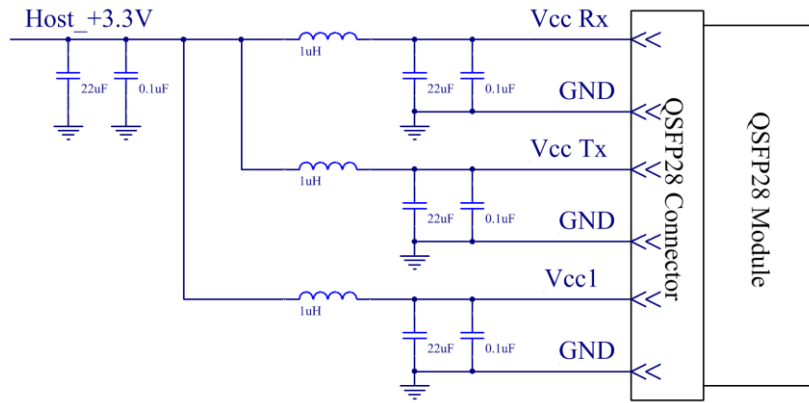 Host_+3.3V
Vcc Rx
1uH
22uF
0.1uF
22uF
0.1uF
GND
Vcc Tx
1uH
22uF
0.1uF
GND
Vcc1
1uH
22uF
0.1uF
GND
QSFP28 Connector
QSFP28 Module